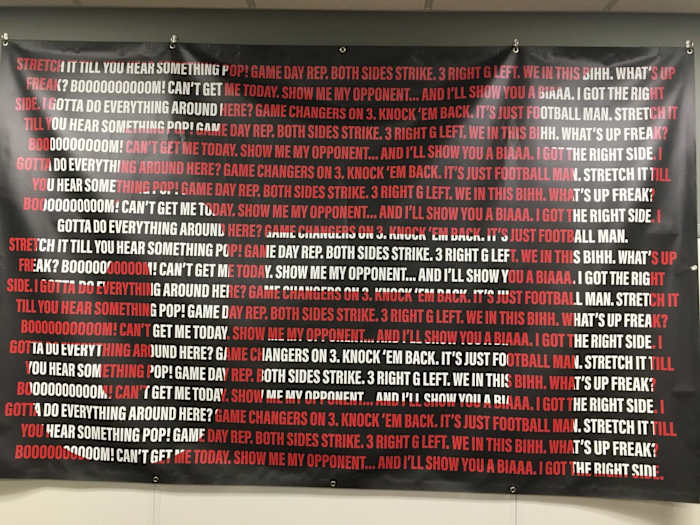 STRETCH IT TILL YOU HEAR SOMETHING POP! GAME DAY REP. BOTH SIDES STRIKE. 3 RIGHT G LEFT. WE IN THIS BIHH. WHAT'S UP
FREAK? BOOOOOOOOOM! CAN'T GET ME TODAY. SHOW ME MY OPPONENT... AND I'LL SHOW YOU A BIAAA. I GOT THE RIGHT
SIDE. I GOTTA DO EVERYTHING AROUND HERE? GAME CHANGERS ON 3. KNOCK 'EM BACK. IT'S JUST FOOTBALL MAN. STRETCH IT
TILL YOU HEAR SOMETHING POP! GAME DAY REP. BOTH SIDES STRIKE. 3 RIGHT G LEFT. WE IN THIS BIHH. WHAT'S UP FREAK?
BOOOOOOOOOM! CAN'T GET ME TODAY. SHOW ME MY OPPONENT... AND I'LL SHOW YOU A BIAAA. I GOT THE RIGHT SIDE. I
GOTTA DO EVERYTHING AROUND HERE? GAME CHANGERS ON 3. KNOCK 'EM BACK. IT'S JUST FOOTBALL MAN. STRETCH IT TILL
YOU HEAR SOMETHING POP! GAME DAY REP. BOTH SIDES STRIKE. 3 RIGHT G LEFT. WE IN THIS BIHH. WHAT'S UP FREAK?
BOOOOOOOOOM! CAN'T GET ME TODAY. SHOW ME MY OPPONENT... AND I'LL SHOW YOU A BIAAA. I GOT THE RIGHT SIDE. I
GOTTA DO EVERYTHING AROUND HERE? GAME CHANGERS ON 3. KNOCK 'EM BACK. IT'S JUST FOOTBALL MAN.
STRETCH IT TILL YOU HEAR SOMETHING POP! GAME DAY REP. BOTH SIDES STRIKE. 3 RIGHT G LEFT. WE IN THIS BIHH. WHAT'S UP
FREAK? BOOOOOOOOOM! CAN'T GET ME TODAY. SHOW ME MY OPPONENT... AND I'LL SHOW YOU A BIAAA. I GOT THE RIGHT
SIDE. I GOTTA DO EVERYTHING AROUND HERE? GAME CHANGERS ON 3. KNOCK 'EM BACK. IT'S JUST FOOTBALL MAN. STRETCH IT
TILL YOU HEAR SOMETHING POP! GAME DAY REP. BOTH SIDES STRIKE. 3 RIGHT G LEFT. WE IN THIS BIHH. WHAT'S UP FREAK?
BOOOOOOOOOM! CAN'T GET ME TODAY. SHOW ME MY OPPONENT... AND I'LL SHOW YOU A BIAAA. I GOT THE RIGHT SIDE. I
GOTTA DO EVERYTHING AROUND HERE? GAME CHANGERS ON 3. KNOCK 'EM BACK. IT'S JUST FOOTBALL MAN. STRETCH IT TILL
YOU HEAR SOMETHING POP! GAME DAY REP. BOTH SIDES STRIKE. 3 RIGHT G LEFT. WE IN THIS BIHH. WHAT'S UP FREAK?
BOOOOOOOOOM! CAN'T GET ME TODAY. SHOW ME MY OPPONENT... AND I'LL SHOW YOU A BIAAA. I GOT THE RIGHT SIDE. I
GOTTA DO EVERYTHING AROUND HERE? GAME CHANGERS ON 3. KNOCK 'EM BACK. IT'S JUST FOOTBALL MAN. STRETCH IT TILL
YOU HEAR SOMETHING POP! GAME DAY REP. BOTH SIDES STRIKE. 3 RIGHT G LEFT. WE IN THIS BIHH. WHAT'S UP FREAK?
BOOOOOOOOOM! CAN'T GET ME TODAY. SHOW ME MY OPPONENT... AND I'LL SHOW YOU A BIAAA. I GOT THE RIGHT SIDE.